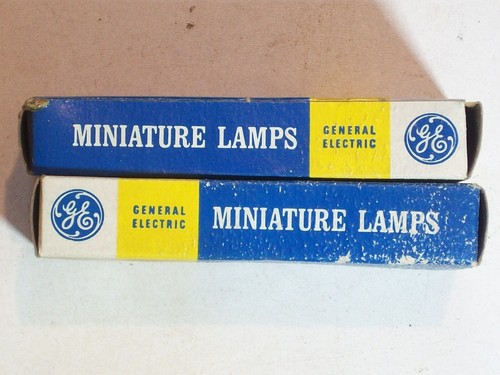 MINIATURE LAMPS
GENERAL
ELECTRIC
GE
GE
GENERAL
ELECTRIC
MINIATURE LAMPS